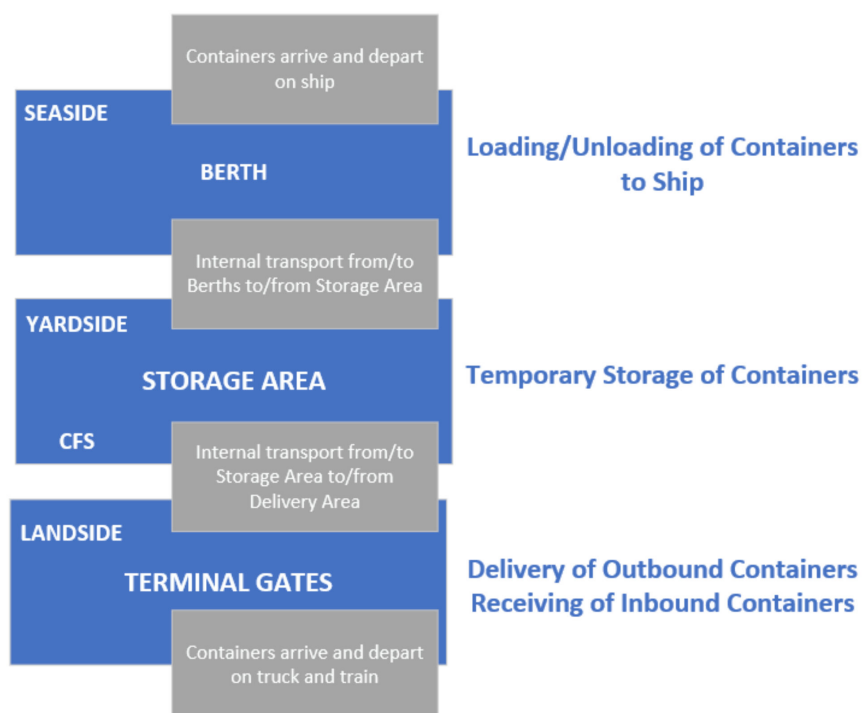 Containers arrive and depart
on ship
SEASIDE
BERTH
Loading/Unloading of Containers
to Ship
Internal transport from/to
Berths to/from Storage Area
YARDSIDE
STORAGE AREA
Temporary Storage of Containers
CFS
Internal transport from/to
Storage Area to/from
Delivery Area
LANDSIDE
TERMINAL GATES
Delivery of Outbound Containers
Receiving of Inbound Containers
Containers arrive and depart
on truck and train